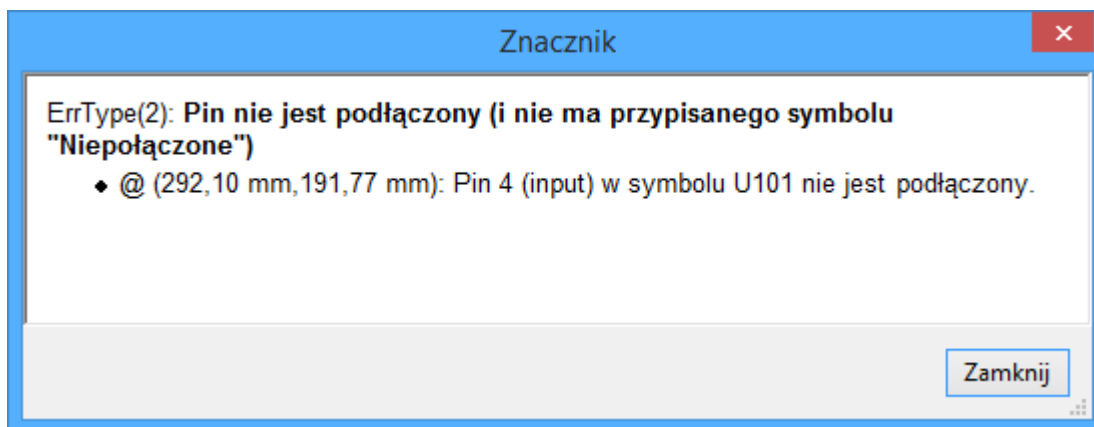 Znacznik
ErrType(2): Pin nie jest podłączony (i nie ma przypisanego symbolu
"Niepołączone")
@ (292,10 mm,191,77 mm): Pin 4 (input) w symbolu U101 nie jest podłączony.
Zamknij